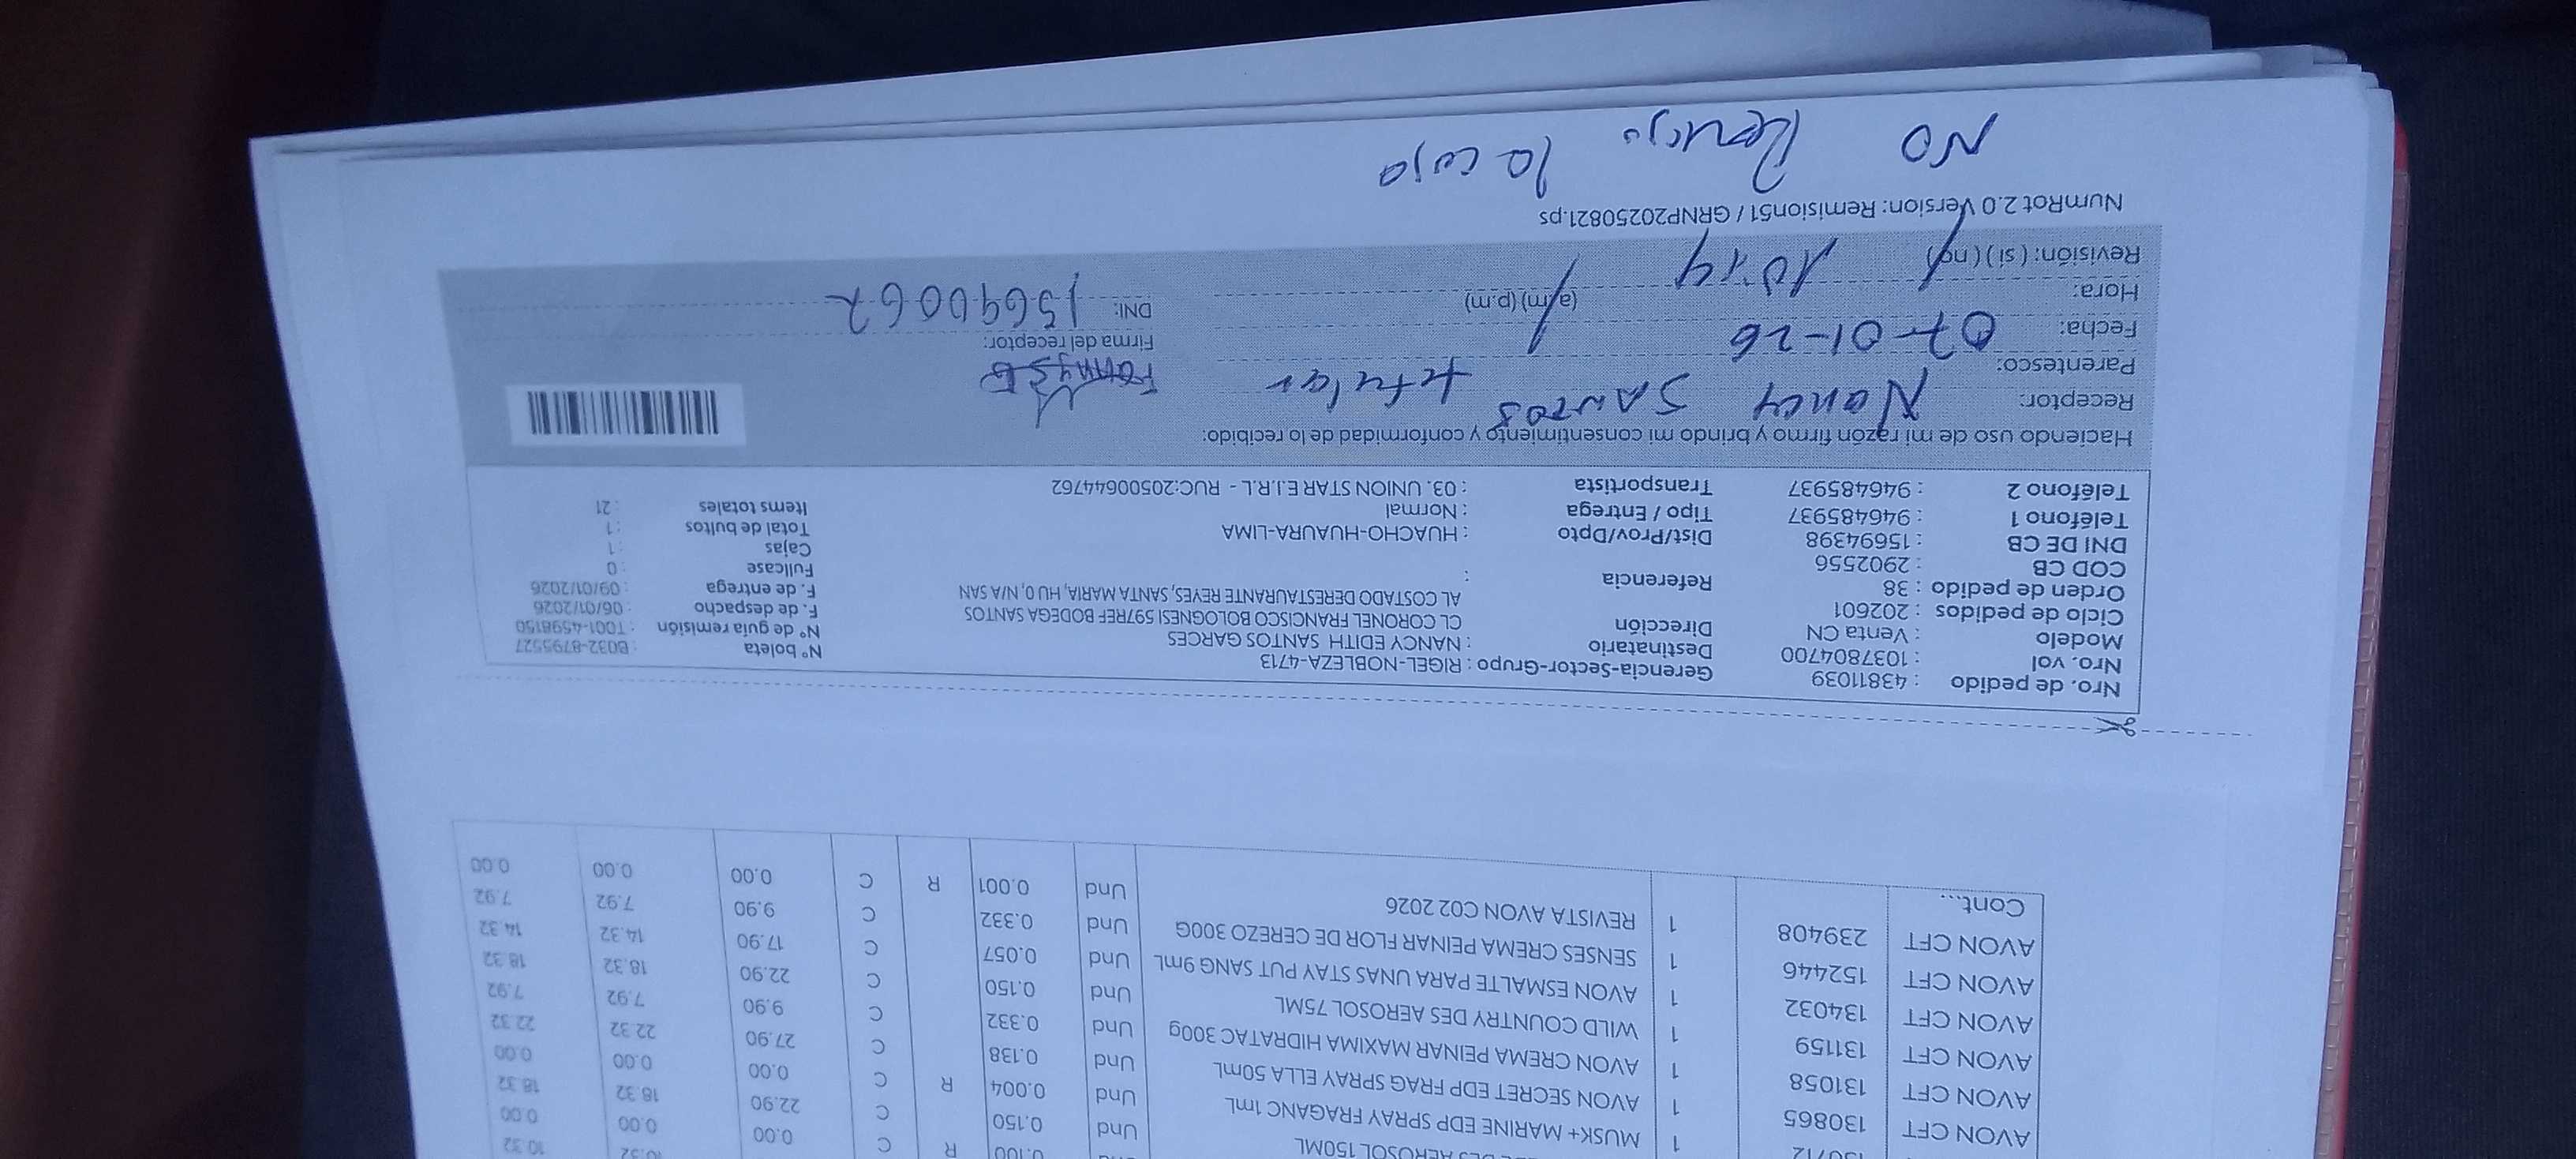 10.32 10.32
0.100 R C 0.00 0.00 0.00
AEROSOL 150ML Und 0.150 C 22.90 18.32 18.32
1 MUSK+ MARINE EDP SPRAY FRAGANC 1mL Und 0.004 R C 0.00 0.00 0.00
AVON CFT 130865 1 AVON SECRET EDP FRAG SPRAY ELLA 50mL Und 0.138 C 27.90 22.32 22.32
AVON CFT 131058 1 AVON CREMA PEINAR MAXIMA HIDRATAC 300g Und 0.332 C 9.90 7.92 7.92
AVON CFT 131159 1 WILD COUNTRY DES AEROSOL 75ML Und 0.150 C 22.90 18.32 18.32
AVON CFT 134032 1 AVON ESMALTE PARA UNAS STAY PUT SANG 9mL Und 0.057 C 17.90 14.32 14.32
AVON CFT 152446 1 SENSES CREMA PEINAR FLOR DE CEREZO 300G Und 0.332 C 9.90 7.92 7.92
AVON CFT 239408 1 REVISTA AVON C02 2026 Und 0.001 R C 0.00 0.00 0.00
Cont...
Nro. de pedido : 43811039
Nro. vol : 1037804700
Modelo : Venta CN
Ciclo de pedidos : 202601
Orden de pedido : 38
COD CB : 2902556
DNI DE CB : 15694398
Teléfono 1 : 946485937
Teléfono 2 : 946485937
Gerencia-Sector-Grupo : RIGEL-NOBLEZA-4713
Destinatario : NANCY EDITH SANTOS GARCES
Dirección CL CORONEL FRANCISCO BOLOGNESI 597REF BODEGA SANTOS
AL COSTADO DERESTAURANTE REYES, SANTA MARIA, HU 0, N/A SAN
Referencia :
Dist/Prov/Dpto : HUACHO-HUAURA-LIMA
Tipo / Entrega : Normal
Transportista : 03. UNION STAR E.I.R.L - RUC:20500644762
N° boleta : B032-8795527
N° de guía remisión : T001-4598150
F. de despacho : 06/01/2026
F. de entrega : 09/01/2026
Fullcase : 0
Cajas : 1
Total de bultos : 1
Items totales : 21
Haciendo uso de mi razón firmo y brindo mi consentimiento y conformidad de lo recibido:
Receptor: Nancy SANTOS
Parentesco: titular
Fecha: 07-01-26
Hora: 10:14 (a.m) (p.m)
Revisión: ( si ) ( no )
Firma del receptor:
DNI: 15690062
NumRot 2.0 Version: Remision51 / GRNP20250821.ps
NO Reviso la caja